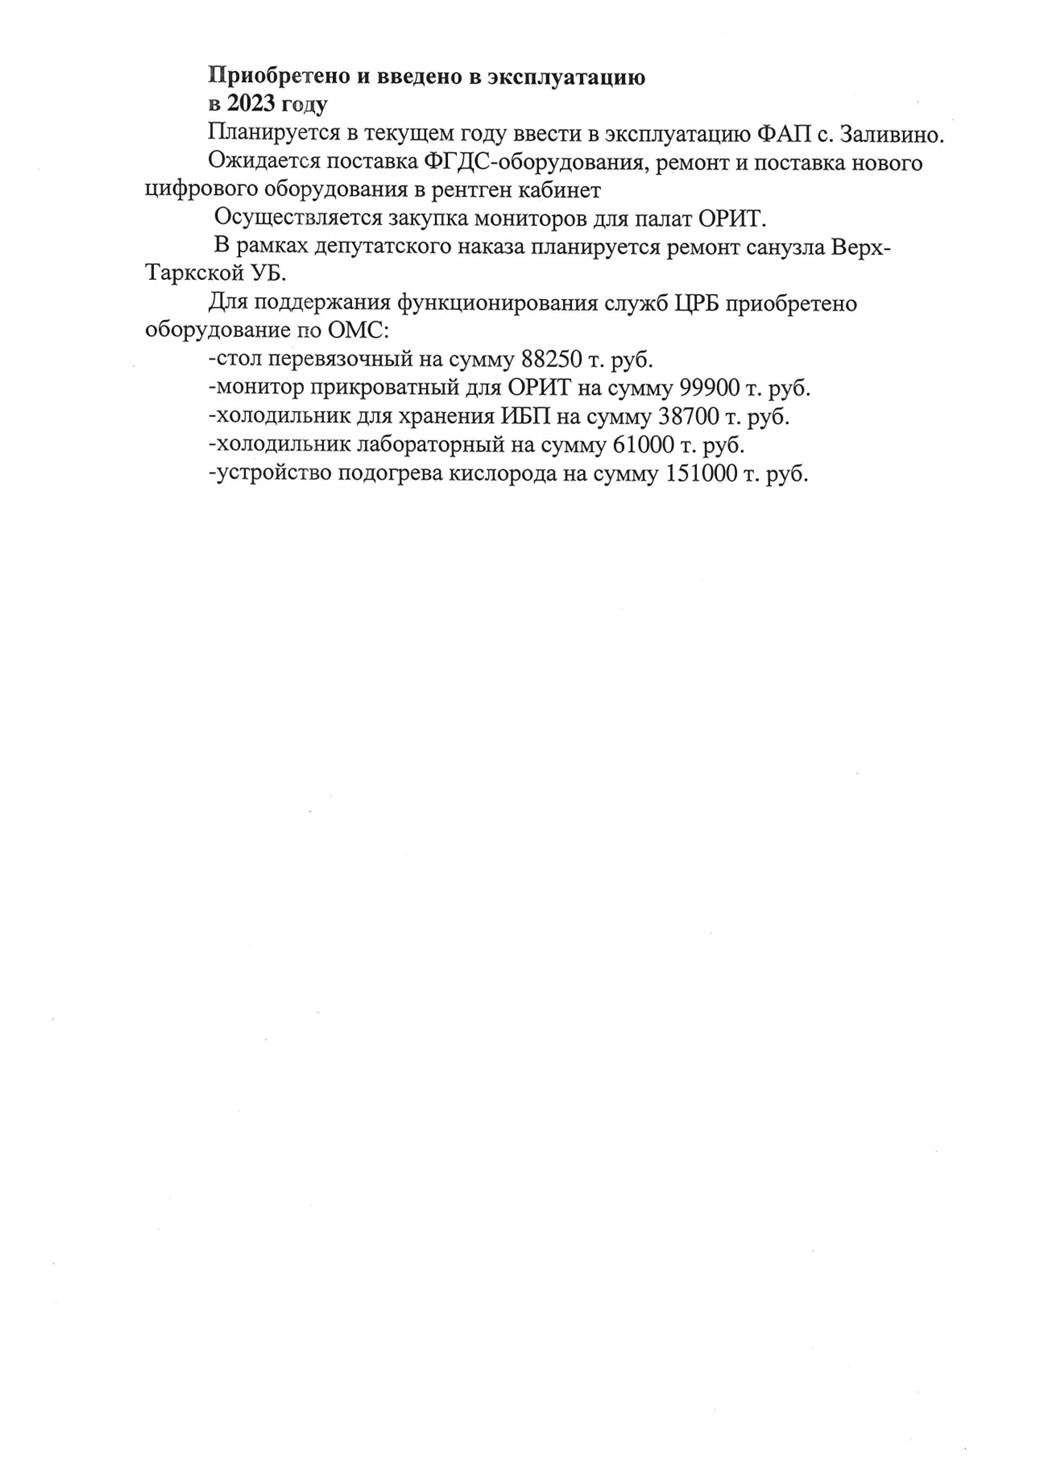 Приобретено и введено в эксплуатацию
в 2023 году
Планируется в текущем году ввести в эксплуатацию ФАП с. Заливино.
Ожидается поставка ФГДС-оборудования, ремонт и поставка нового
цифрового оборудования в рентген кабинет
Осуществляется закупка мониторов для палат ОРИТ.
В рамках депутатского наказа планируется ремонт санузла Верх-
Таркской УБ.
Для поддержания функционирования служб ЦРБ приобретено
оборудование по ОМС:
-стол перевязочный на сумму 88250 т. руб.
-монитор прикроватный для ОРИТ на сумму 99900 т. руб.
-холодильник для хранения ИБП на сумму 38700 т. руб.
-холодильник лабораторный на сумму 61000 т. руб.
-устройство подогрева кислорода на сумму 151000 т. руб.